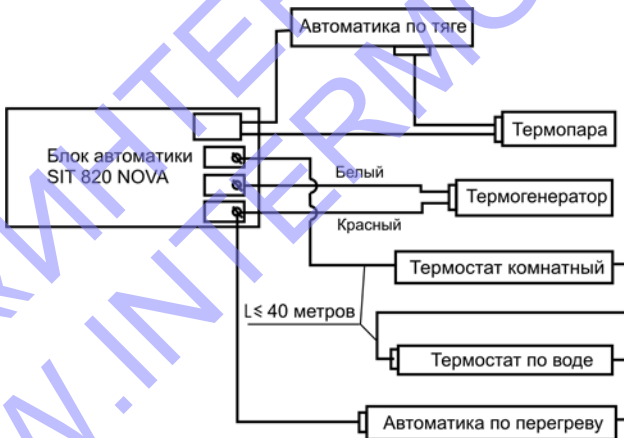 Автоматика по тяге
Термопара
Блок автоматики
SIT 820 NOVA
Белый
Термогенератор
Красный
Термостат комнатный
L≤ 40 метров
Термостат по воде
Автоматика по перегреву